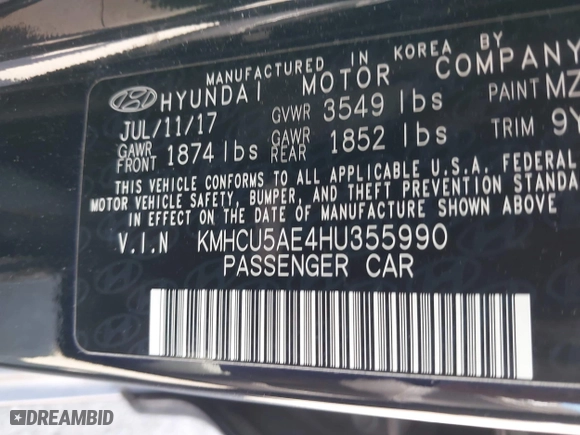 MANUFACTURED IN KOREA BY
HYUNDAI MOTOR COMPANY
JUL/11/17 GVWR 3549 lbs PAINT MZ
GAWR FRONT 1874 lbs GAWR REAR 1852 lbs TRIM 9Y
THIS VEHICLE CONFORMS TO ALL APPLICABLE U.S.A. FEDERAL
MOTOR VEHICLE SAFETY, BUMPER, AND THEFT PREVENTION STANDA
IN EFFECT ON THE DATE OF MANUFACTURE SHOWN ABOVE
V.I.N KMHCU5AE4HU355990
PASSENGER CAR
DREAMBID